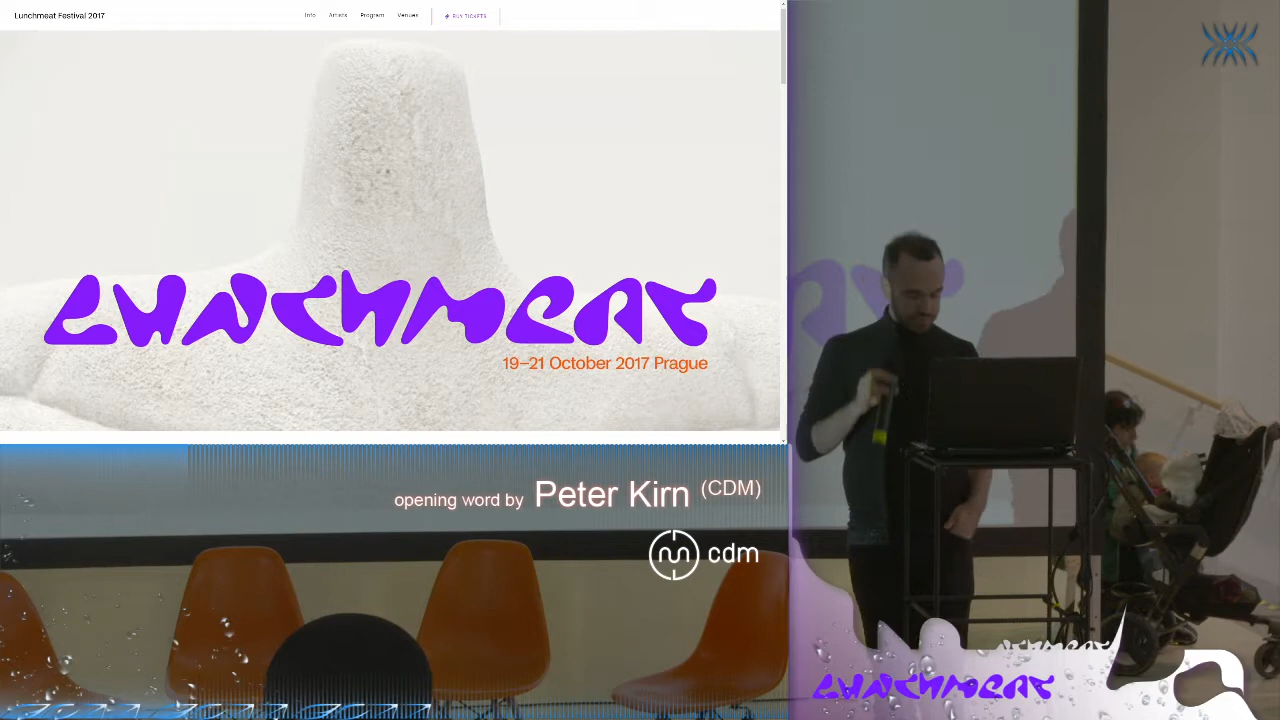 Lunchmeat Festival 2017
Info Artists Program Venues BUY TICKETS
LUNCHMEAT
19–21 October 2017 Prague
opening word by Peter Kirn (CDM)
cdm
LUNCHMEAT